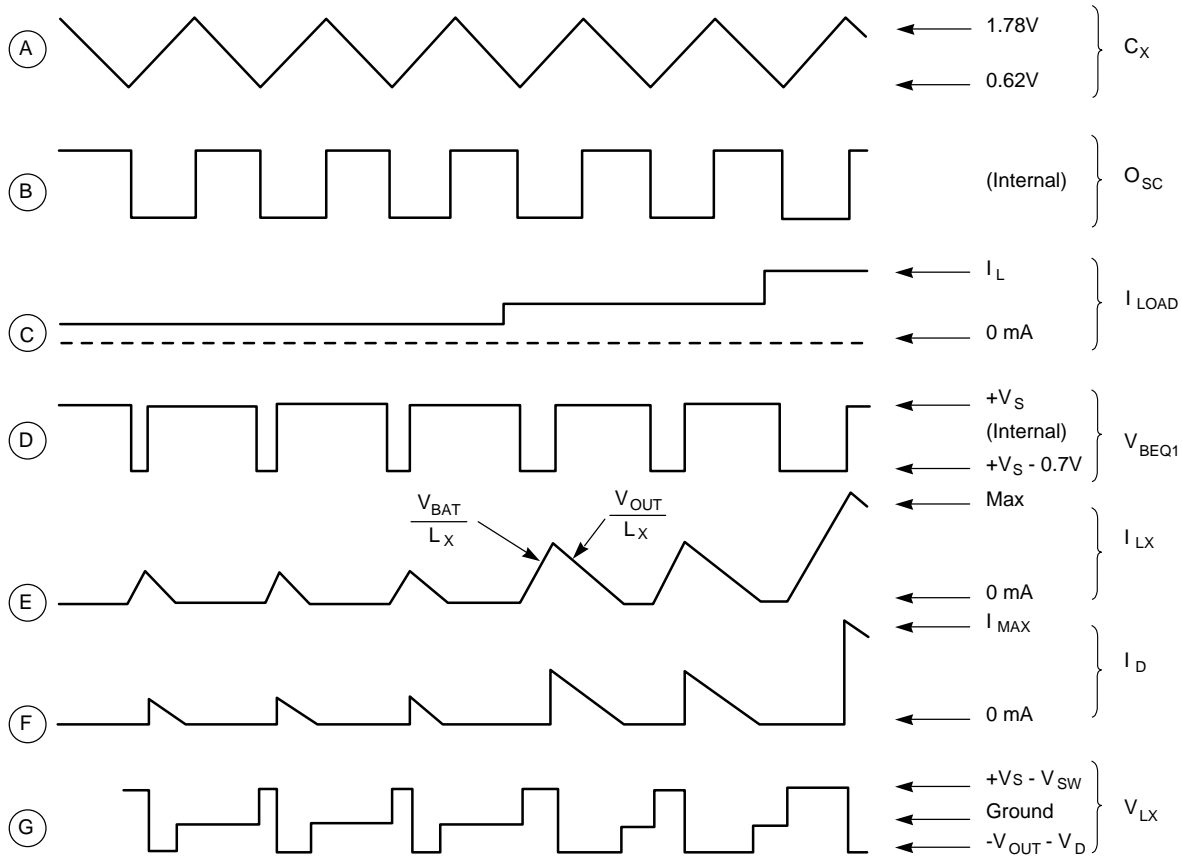 A
1.78V
0.62V
CX
B
(Internal)
OSC
C
IL
0 mA
ILOAD
D
+VS
(Internal)
+VS - 0.7V
VBEQ1
E
VBAT
LX
VOUT
LX
Max
0 mA
ILX
F
IMAX
0 mA
ID
G
+VS - VSW
Ground
-VOUT - VD
VLX